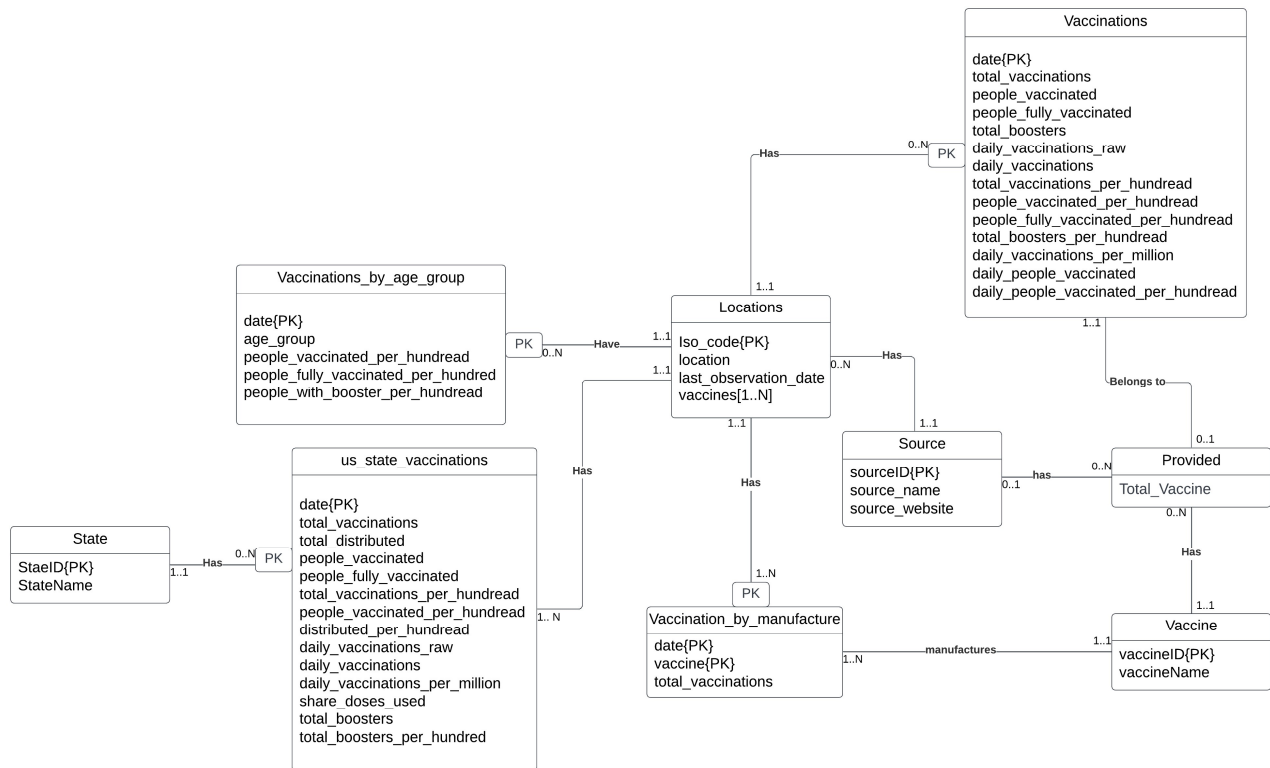 Vaccinations
date{PK}
total_vaccinations
people_vaccinated
people_fully_vaccinated
total_boosters
daily_vaccinations_raw
daily_vaccinations
total_vaccinations_per_hundread
people_vaccinated_per_hundread
people_fully_vaccinated_per_hundread
total_boosters_per_hundread
daily_vaccinations_per_million
daily_people_vaccinated
daily_people_vaccinated_per_hundread
Has
0..N
PK
1..1
1..1
Belongs to
0..1
Vaccinations_by_age_group
date{PK}
age_group
people_vaccinated_per_hundread
people_fully_vaccinated_per_hundred
people_with_booster_per_hundread
PK
0..N
Have
1..1
1..1
Locations
Iso_code{PK}
location
last_observation_date
vaccines[1..N]
0..N
Has
1..1
Source
sourceID{PK}
source_name
source_website
0..1
has
0..N
Provided
Total_Vaccine
0..N
Has
1..1
us_state_vaccinations
date{PK}
total_vaccinations
total_distributed
people_vaccinated
people_fully_vaccinated
total_vaccinations_per_hundread
people_vaccinated_per_hundread
distributed_per_hundread
daily_vaccinations_raw
daily_vaccinations
daily_vaccinations_per_million
share_doses_used
total_boosters
total_boosters_per_hundred
Has
1.. N
State
StaeID{PK}
StateName
1..1
Has
0..N
PK
1..1
Has
1..N
PK
Vaccination_by_manufacture
date{PK}
vaccine{PK}
total_vaccinations
1..N
manufactures
1..1
Vaccine
vaccineID{PK}
vaccineName